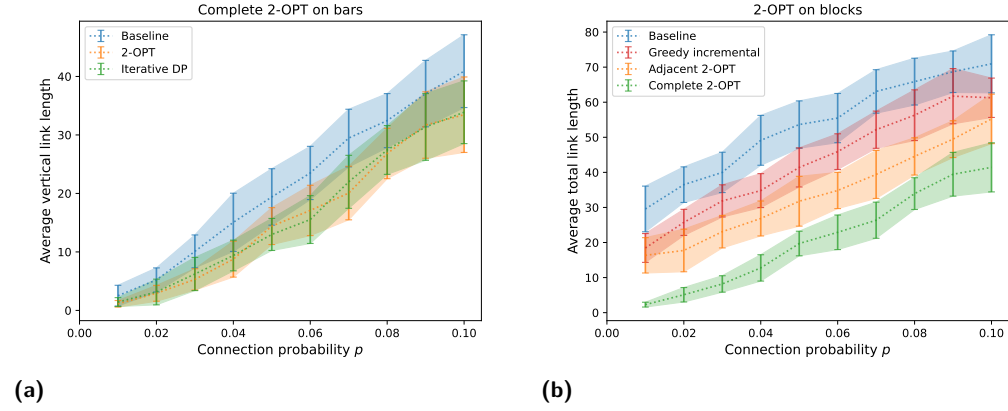 Complete 2-OPT on bars
Baseline
2-OPT
Iterative DP
Average vertical link length
40
30
20
10
0
0.00 0.02 0.04 0.06 0.08 0.10
Connection probability p
(a)
2-OPT on blocks
Baseline
Greedy incremental
Adjacent 2-OPT
Complete 2-OPT
Average total link length
80
70
60
50
40
30
20
10
0
0.00 0.02 0.04 0.06 0.08 0.10
Connection probability p
(b)